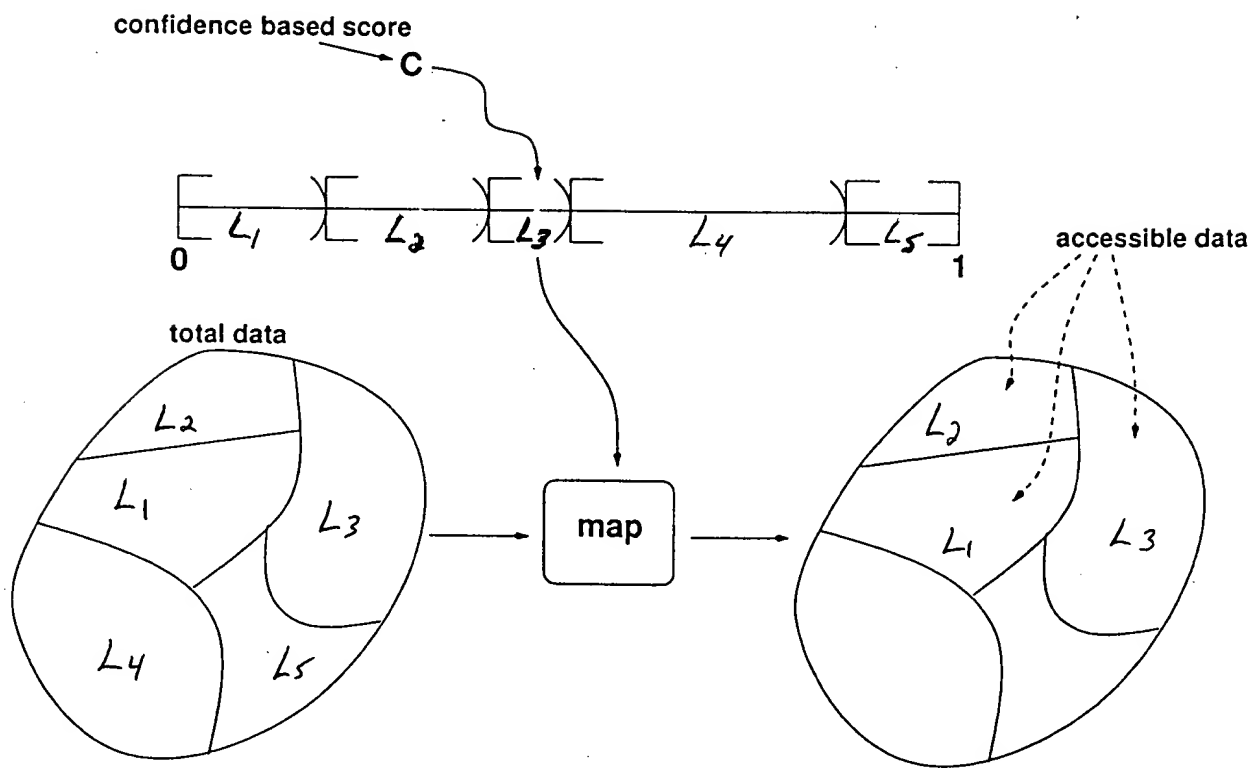 confidence based score
C
L1 L2 L3 L4 L5
0 1
accessible data
total data
L2
L1
L3
L4
L5
map
L2
L1
L3